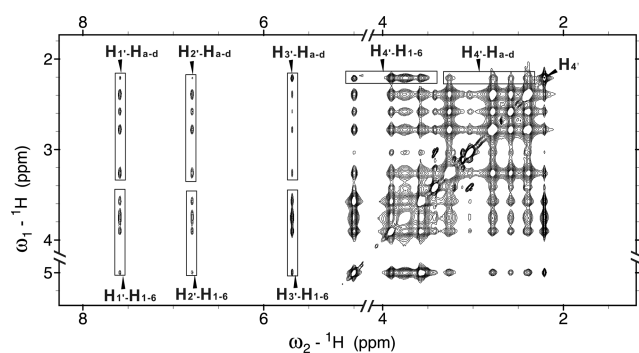 8 6 4 2
H1'-Ha-d H2'-Ha-d H3'-Ha-d H4'-H1-6 H4'-Ha-d
H4'
2
3
4
5
ω1 - 1H (ppm)
H1'-H1-6 H2'-H1-6 H3'-H1-6
8 6 4 2
ω2 - 1H (ppm)